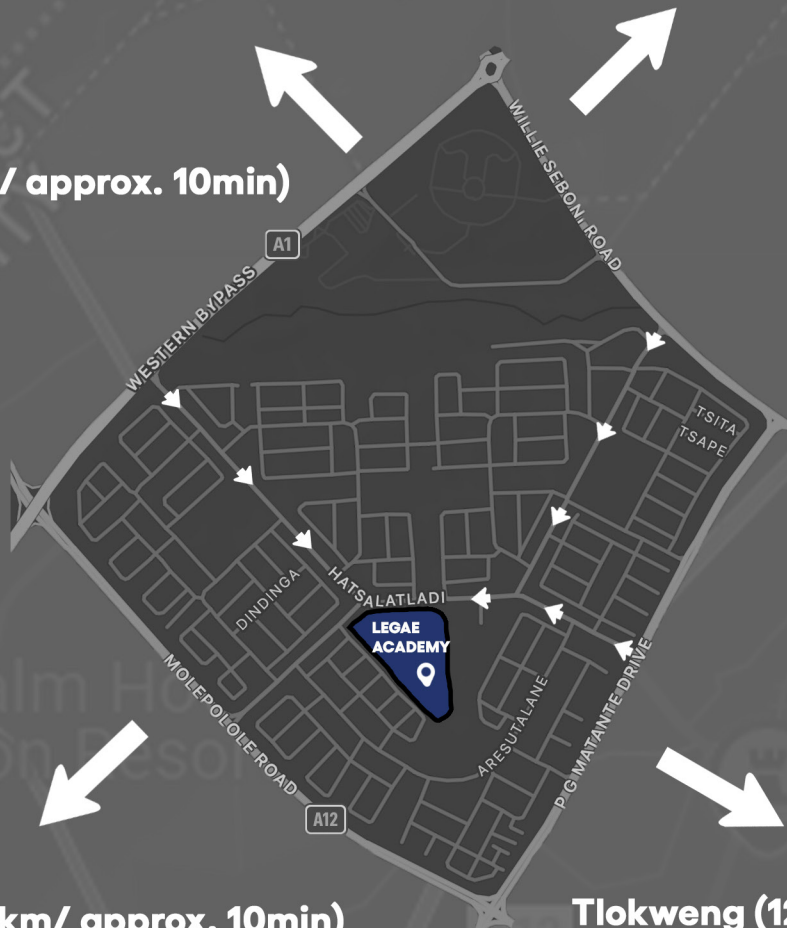 / approx. 10min)
WILLIE SEBONI ROAD
A1
WESTERN BYPASS
TSITA
TSAPE
HATSALATLADI
DINDINGA
LEGAE
ACADEMY
MOLEPOLOLE ROAD
ARESUTALANE
P G MATANTE DRIVE
A12
km/ approx. 10min)
Tlokweng (12